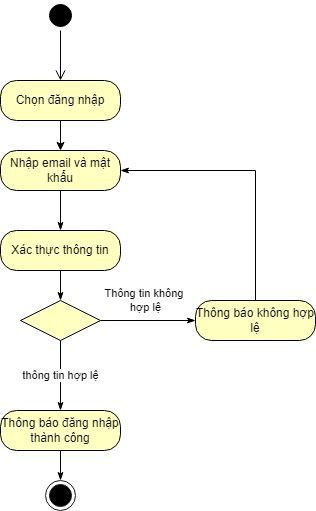 Chọn đăng nhập
Nhập email và mật
khẩu
Xác thực thông tin
Thông tin không
hợp lệ
Thông báo không hợp
lệ
thông tin hợp lệ
Thông báo đăng nhập
thành công